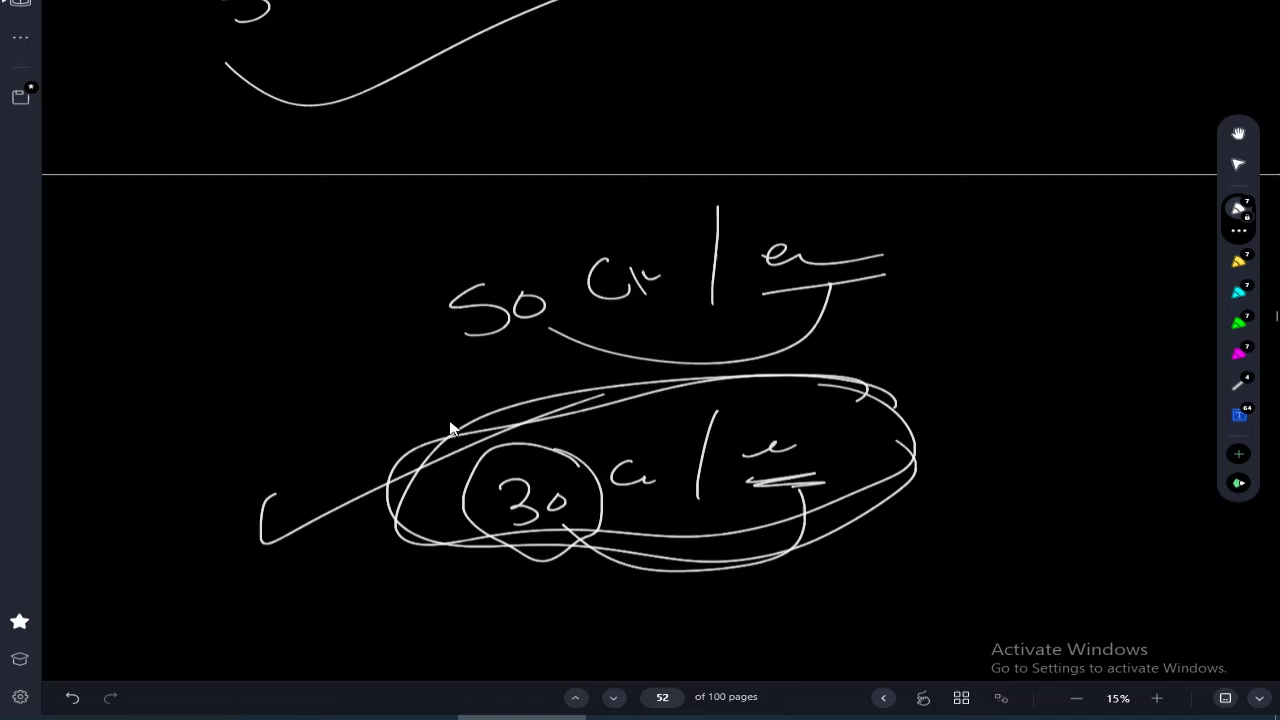 50 Cr |
30 Cr |
Activate Windows
Go to Settings to activate Windows.
52 of 100 pages
15%